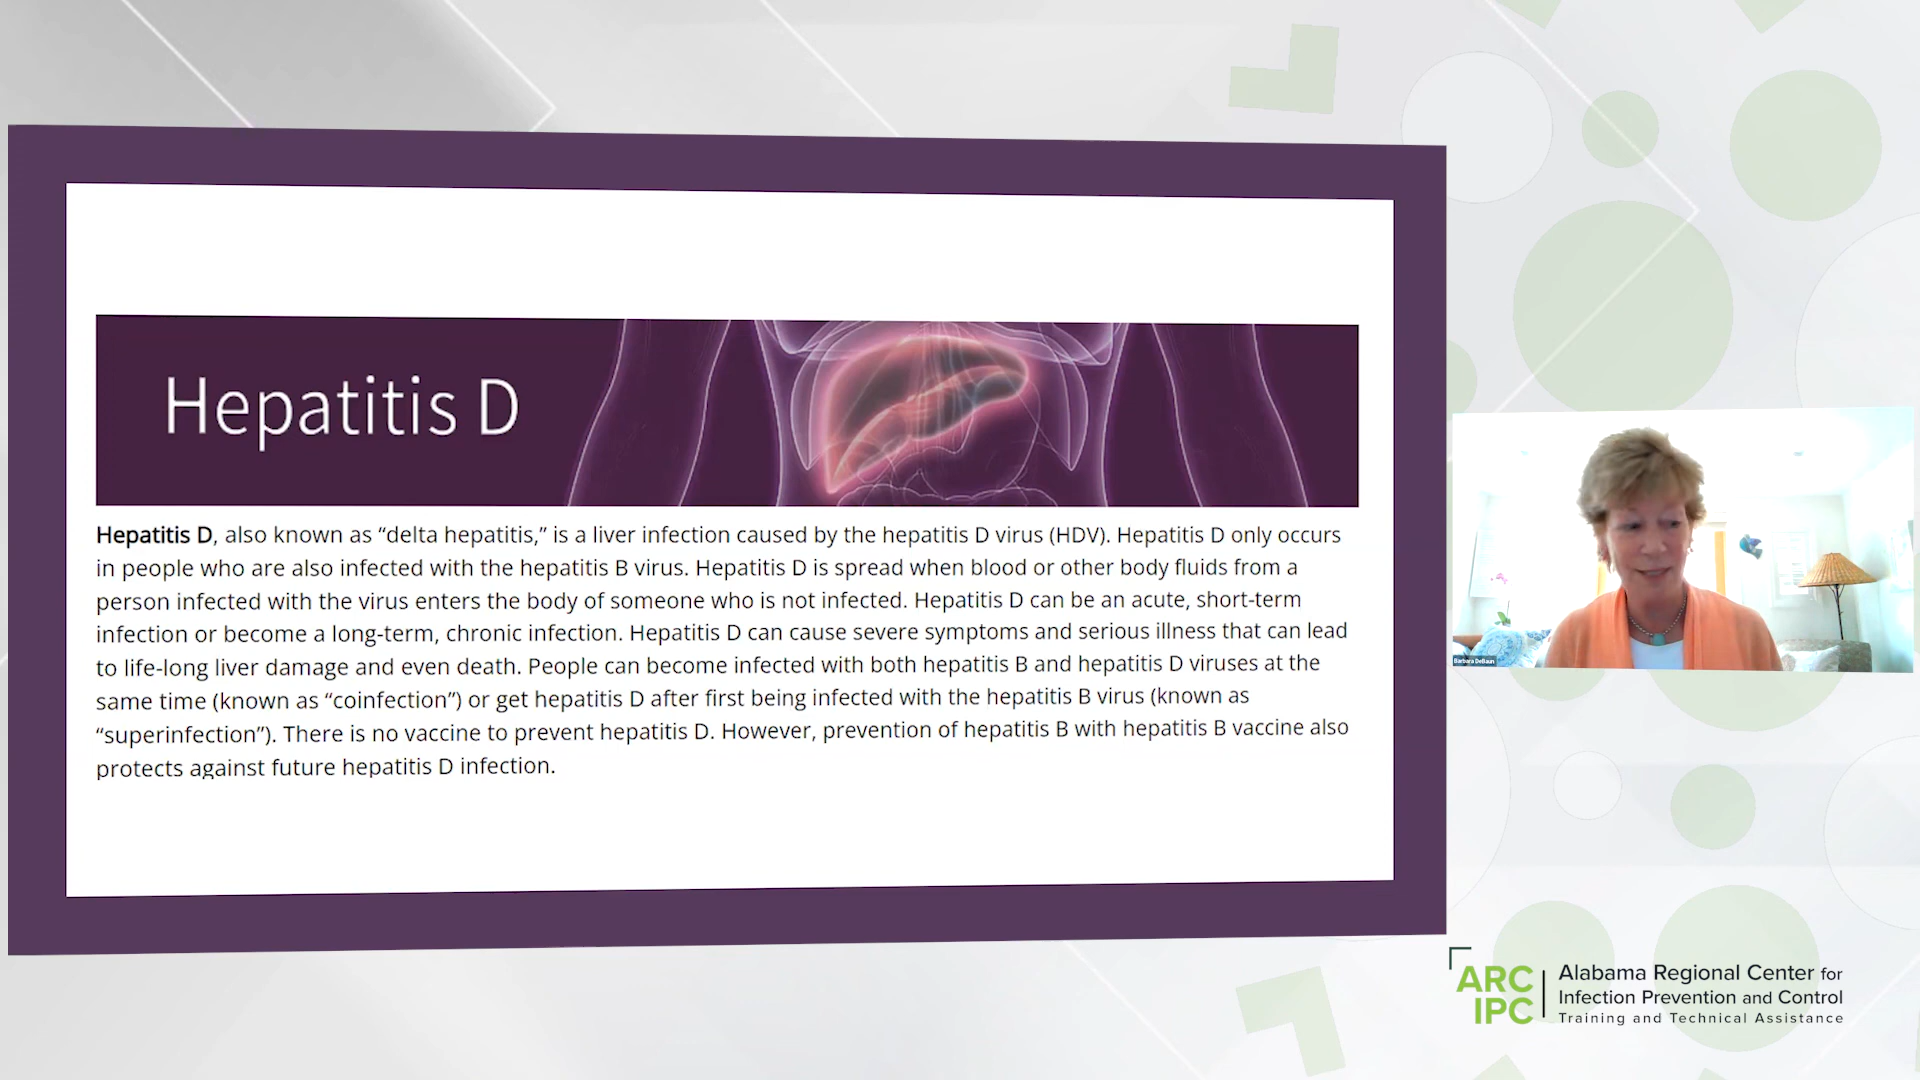 Hepatitis D
Hepatitis D, also known as “delta hepatitis,” is a liver infection caused by the hepatitis D virus (HDV). Hepatitis D only occurs
in people who are also infected with the hepatitis B virus. Hepatitis D is spread when blood or other body fluids from a
person infected with the virus enters the body of someone who is not infected. Hepatitis D can be an acute, short-term
infection or become a long-term, chronic infection. Hepatitis D can cause severe symptoms and serious illness that can lead
to life-long liver damage and even death. People can become infected with both hepatitis B and hepatitis D viruses at the
same time (known as “coinfection”) or get hepatitis D after first being infected with the hepatitis B virus (known as
“superinfection”). There is no vaccine to prevent hepatitis D. However, prevention of hepatitis B with hepatitis B vaccine also
protects against future hepatitis D infection.
Barbara DeBaun
ARC
IPC
Alabama Regional Center for
Infection Prevention and Control
Training and Technical Assistance